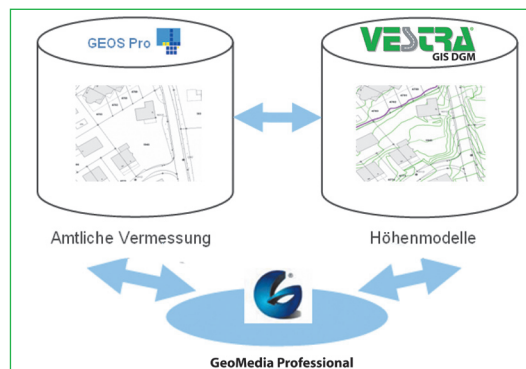 GEOS Pro
VESTRA®
GIS DGM
Amtliche Vermessung
Höhenmodelle
®
GeoMedia Professional